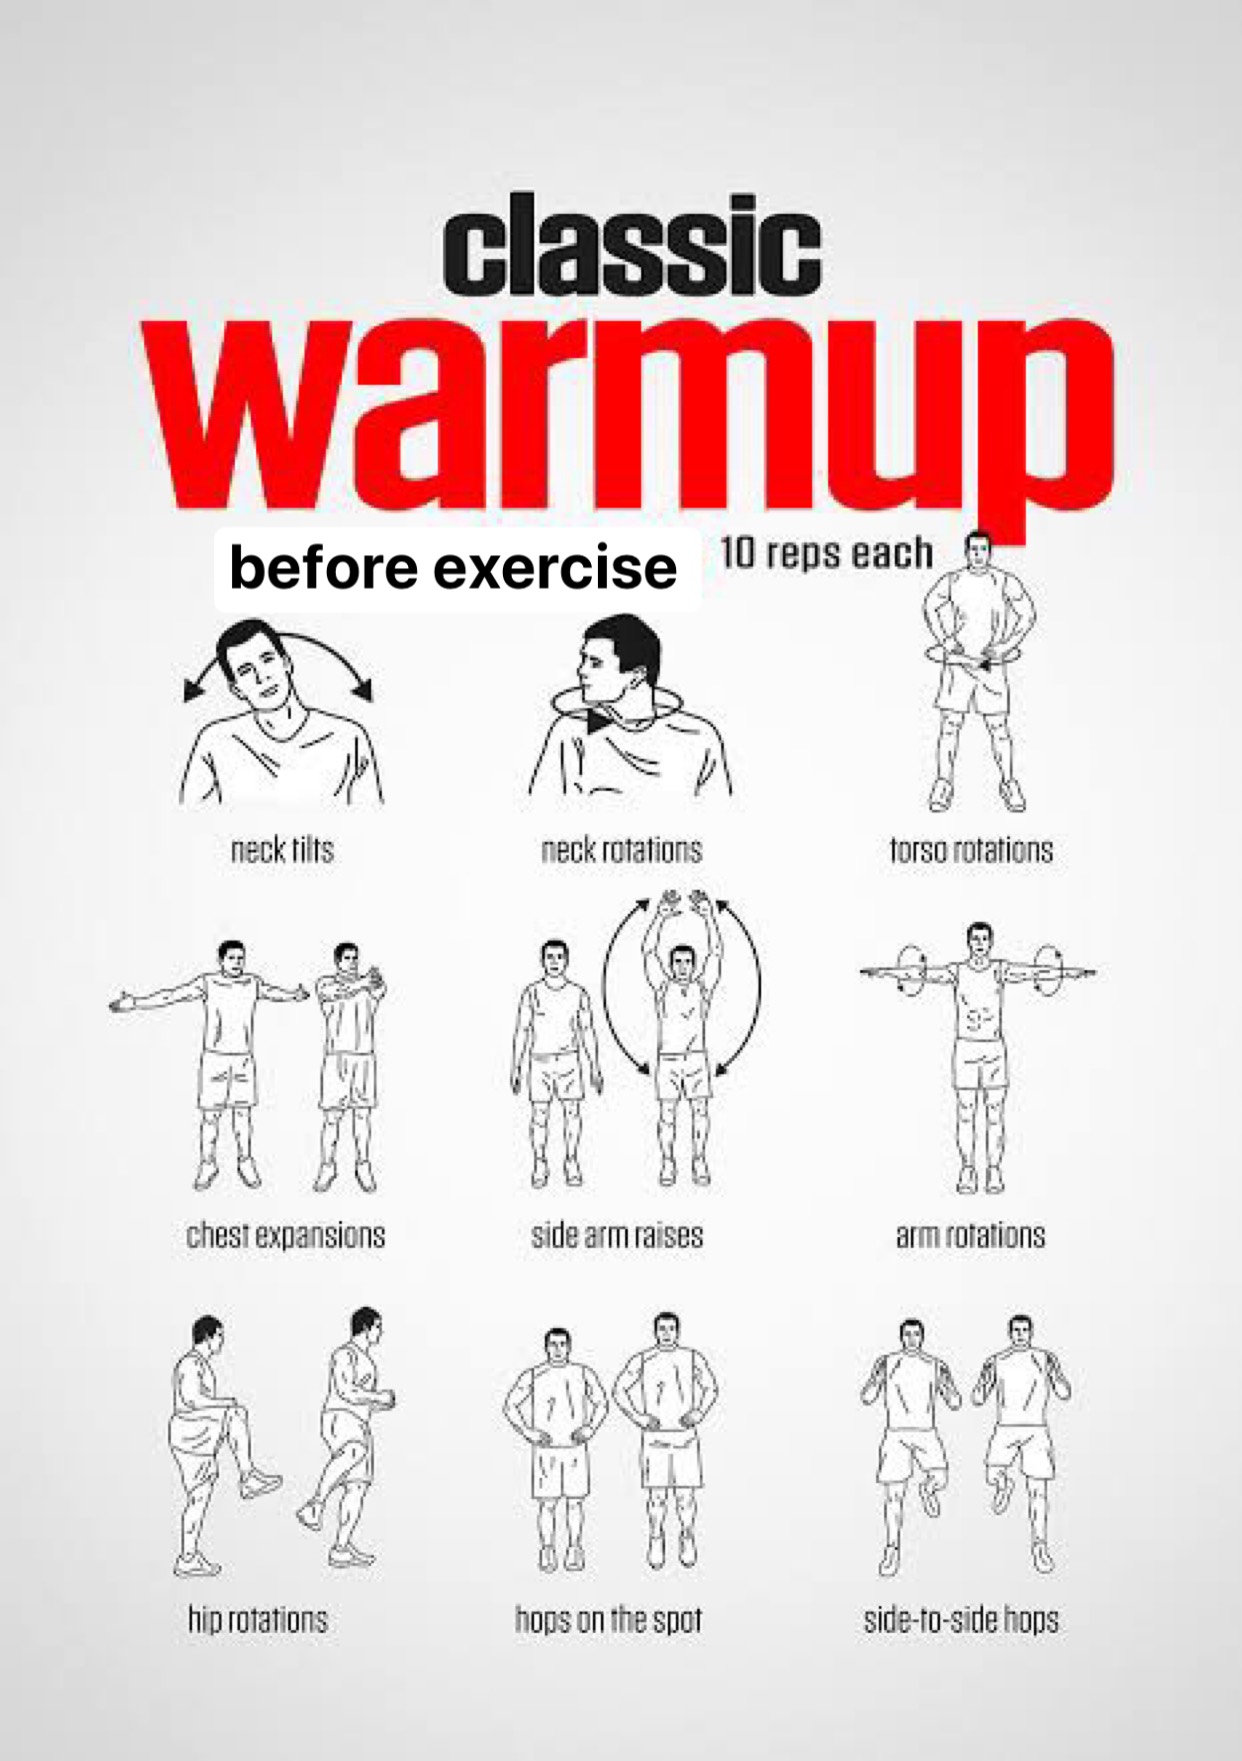 classic
warmup
before exercise
10 reps each
neck tilts
neck rotations
torso rotations
chest expansions
side arm raises
arm rotations
hip rotations
hops on the spot
side-to-side hops